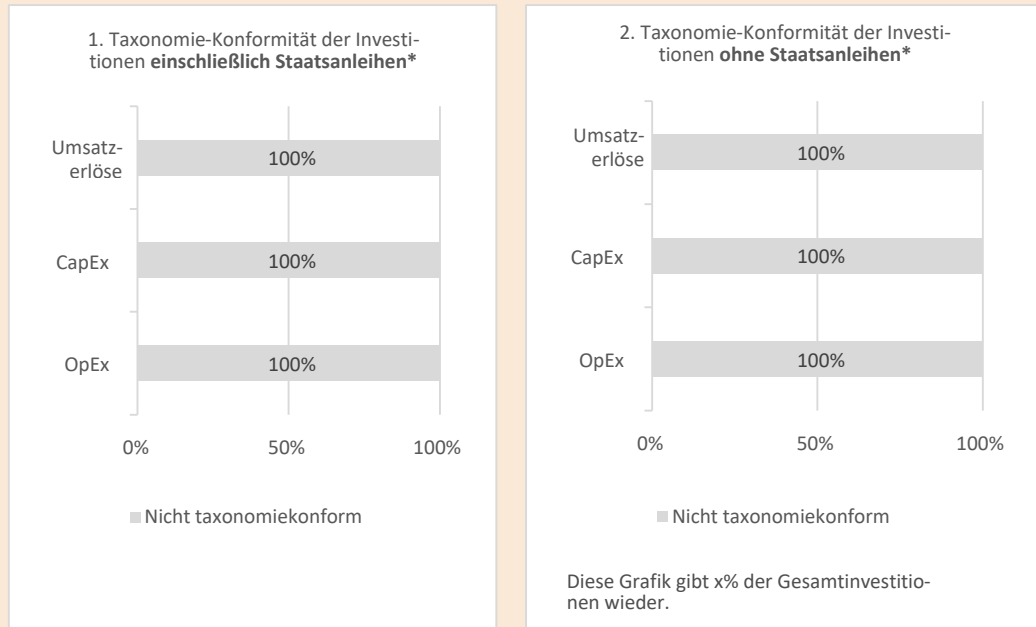 1. Taxonomie-Konformität der Investi-
tionen einschließlich Staatsanleihen*
Umsatz-
erlöse
100%
CapEx
100%
OpEx
100%
0%
50%
100%
Nicht taxonomiekonform
2. Taxonomie-Konformität der Investi-
tionen ohne Staatsanleihen*
Umsatz-
erlöse
100%
CapEx
100%
OpEx
100%
0%
50%
100%
Nicht taxonomiekonform
Diese Grafik gibt x% der Gesamtinvestitio-
nen wieder.